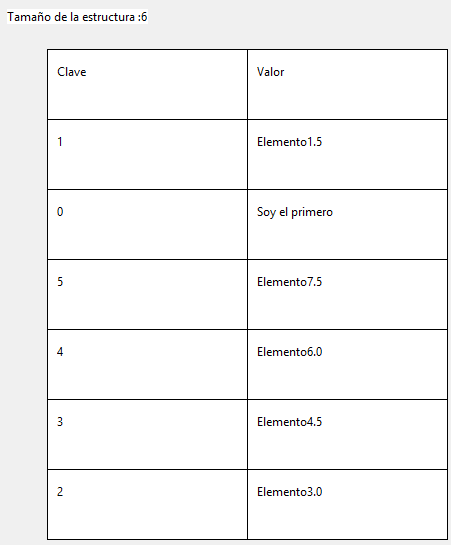 Tamaño de la estructura :6
Clave Valor
1 Elemento1.5
0 Soy el primero
5 Elemento7.5
4 Elemento6.0
3 Elemento4.5
2 Elemento3.0